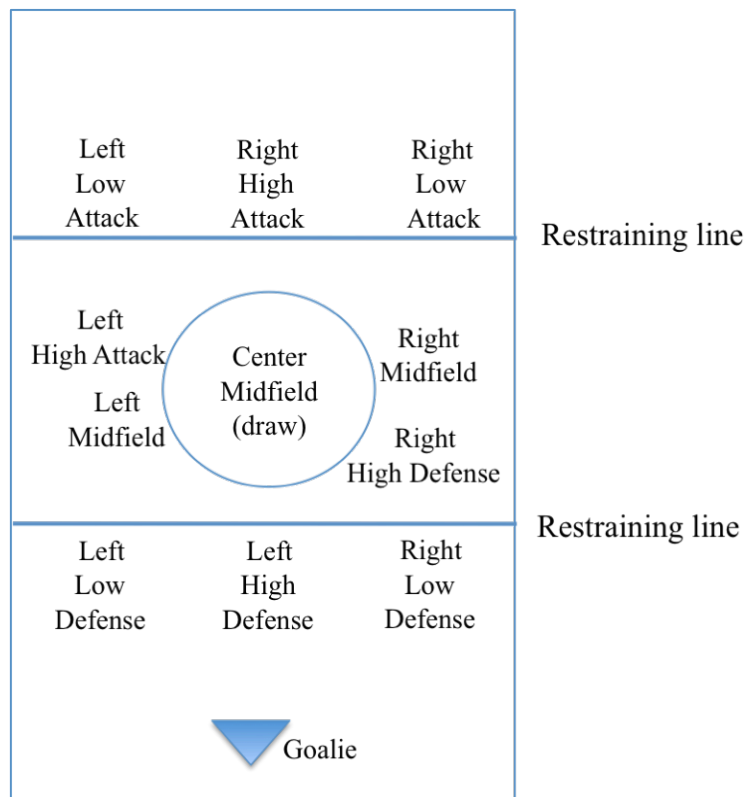 Left
Low
Attack
Right
High
Attack
Right
Low
Attack
Restraining line
Left
High Attack
Left
Midfield
Center
Midfield
(draw)
Right
Midfield
Right
High Defense
Restraining line
Left
Low
Defense
Left
High
Defense
Right
Low
Defense
Goalie